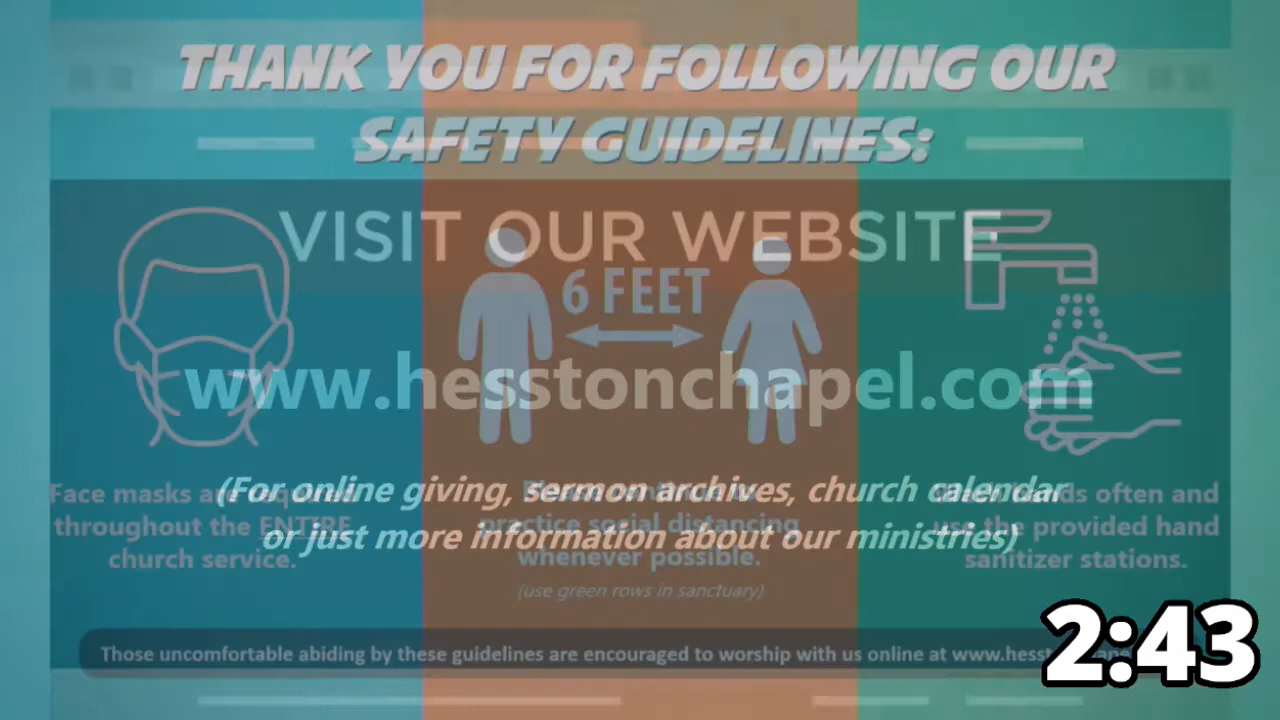 THANK YOU FOR FOLLOWING OUR
SAFETY GUIDELINES:
VISIT OUR WEBSITE
6 FEET
www.hesstonchapel.com
(For online giving, sermon archives, church calendar
or just more information about our ministries)
Face masks are required
throughout the ENTIRE
church service.
practice social distancing
whenever possible.
(use green rows in sanctuary)
often and
use the provided hand
sanitizer stations.
Those uncomfortable abiding by these guidelines are encouraged to worship with us online at
2:43